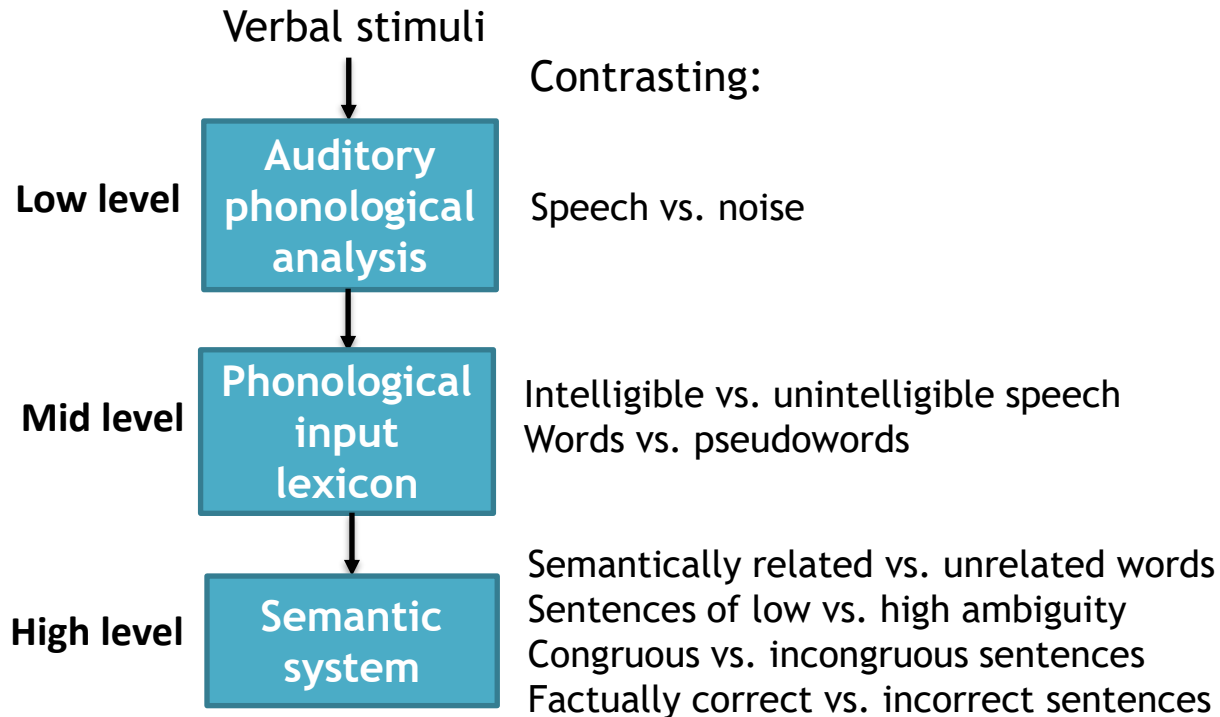 Verbal stimuli
Contrasting:
Low level
Auditory
phonological
analysis
Speech vs. noise
Mid level
Phonological
input
lexicon
Intelligible vs. unintelligible speech
Words vs. pseudowords
High level
Semantic
system
Semantically related vs. unrelated words
Sentences of low vs. high ambiguity
Congruous vs. incongruous sentences
Factually correct vs. incorrect sentences